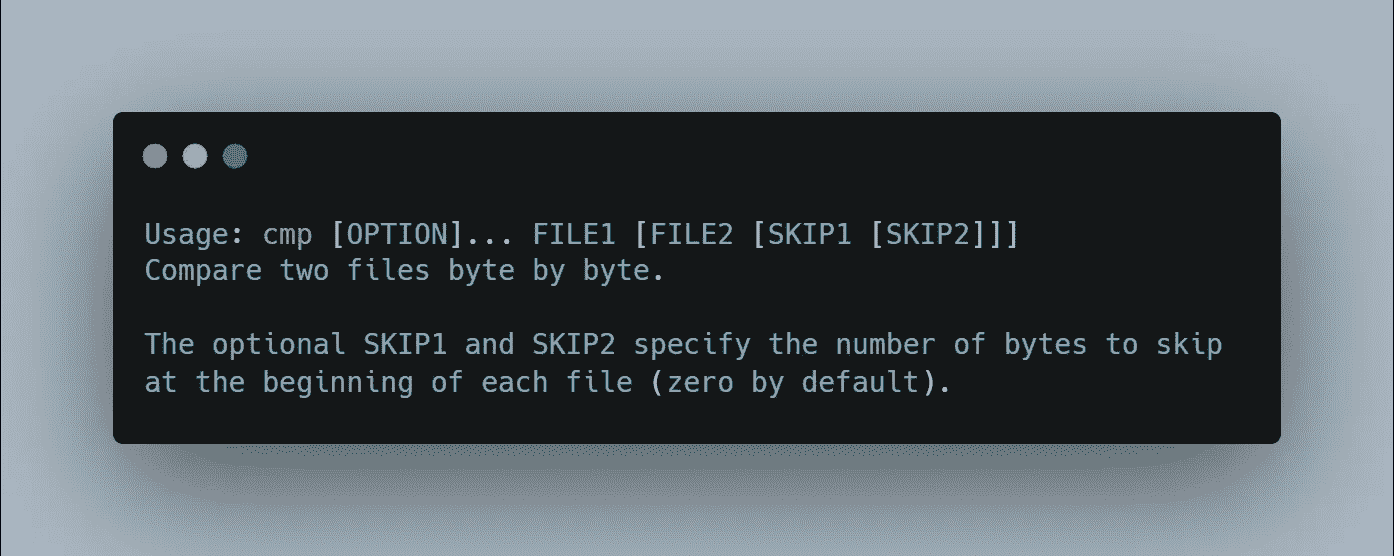 Usage: cmp [OPTION]... FILE1 [FILE2 [SKIP1 [SKIP2]]]
Compare two files byte by byte.
The optional SKIP1 and SKIP2 specify the number of bytes to skip
at the beginning of each file (zero by default).